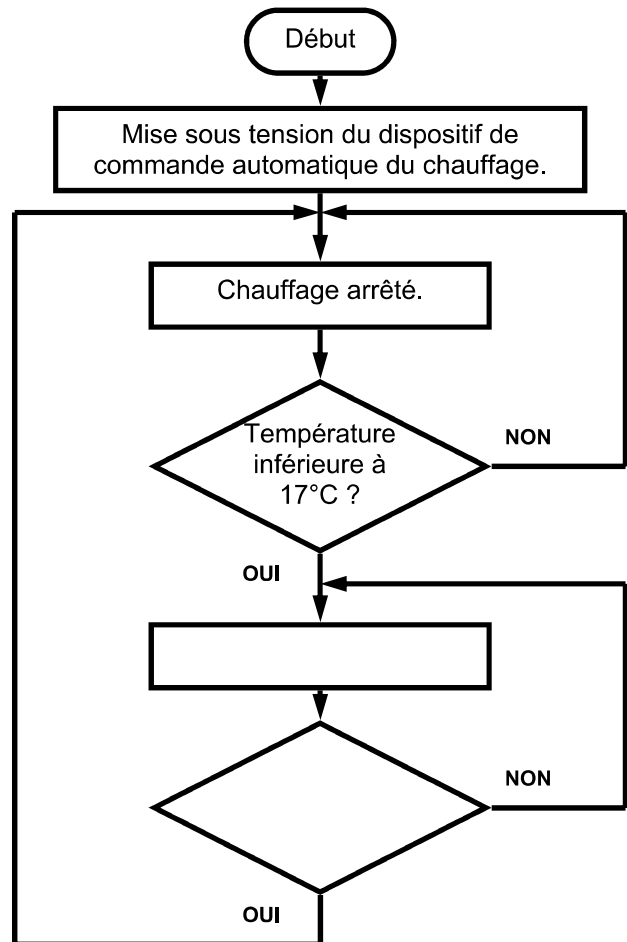 Début
Mise sous tension du dispositif de
commande automatique du chauffage.
Chauffage arrêté.
Température
inférieure à
17°C ?
NON
OUI
NON
OUI